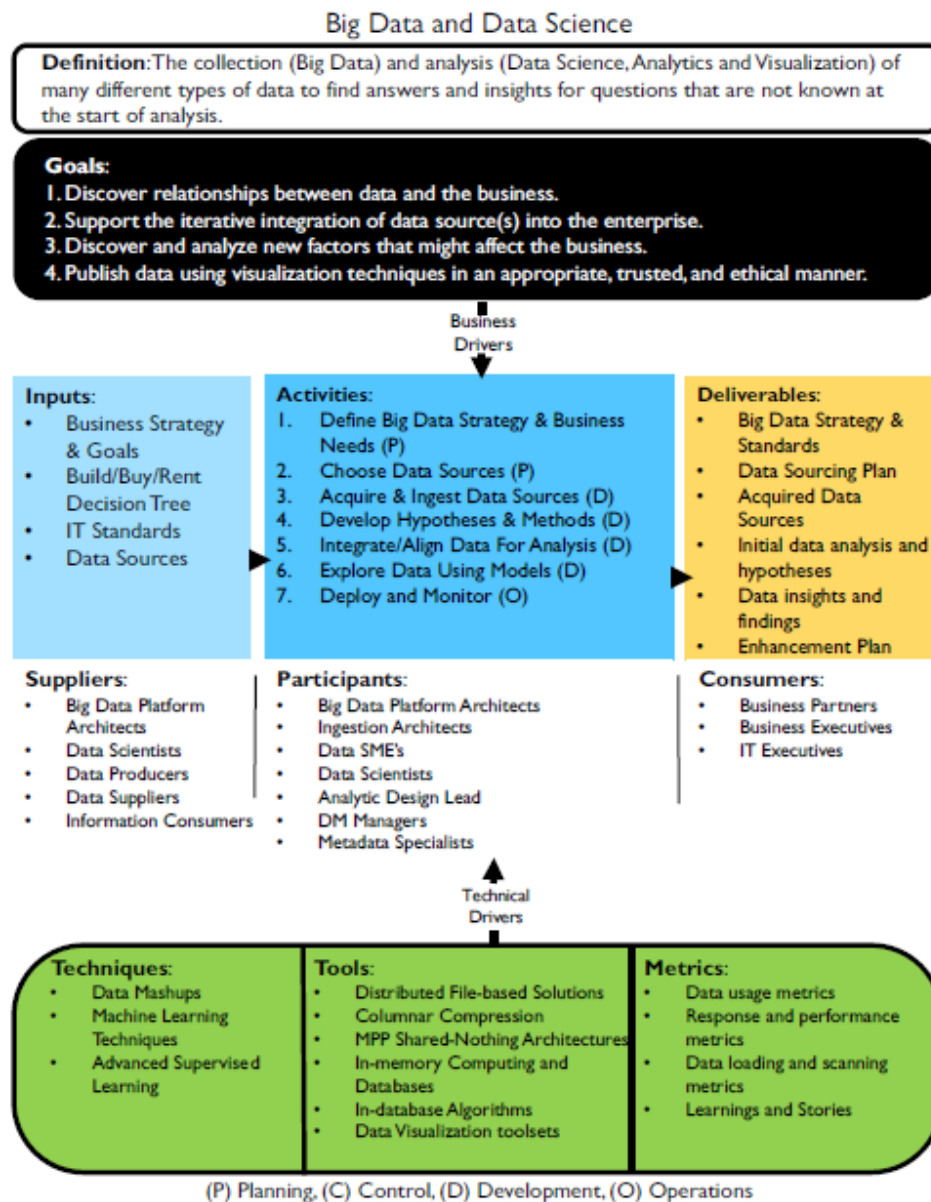 Big Data and Data Science
Definition: The collection (Big Data) and analysis (Data Science, Analytics and Visualization) of
many different types of data to find answers and insights for questions that are not known at
the start of analysis.
Goals:
1. Discover relationships between data and the business.
2. Support the iterative integration of data source(s) into the enterprise.
3. Discover and analyze new factors that might affect the business.
4. Publish data using visualization techniques in an appropriate, trusted, and ethical manner.
Business
Drivers
Inputs:
• Business Strategy
& Goals
• Build/Buy/Rent
Decision Tree
• IT Standards
• Data Sources
Activities:
1. Define Big Data Strategy & Business
Needs (P)
2. Choose Data Sources (P)
3. Acquire & Ingest Data Sources (D)
4. Develop Hypotheses & Methods (D)
5. Integrate/Align Data For Analysis (D)
6. Explore Data Using Models (D)
7. Deploy and Monitor (O)
Deliverables:
• Big Data Strategy &
Standards
• Data Sourcing Plan
• Acquired Data
Sources
• Initial data analysis and
hypotheses
• Data insights and
findings
• Enhancement Plan
Suppliers:
• Big Data Platform
Architects
• Data Scientists
• Data Producers
• Data Suppliers
• Information Consumers
Participants:
• Big Data Platform Architects
• Ingestion Architects
• Data SME's
• Data Scientists
• Analytic Design Lead
• DM Managers
• Metadata Specialists
Consumers:
• Business Partners
• Business Executives
• IT Executives
Technical
Drivers
Techniques:
• Data Mashups
• Machine Learning
Techniques
• Advanced Supervised
Learning
Tools:
• Distributed File-based Solutions
• Columnar Compression
• MPP Shared-Nothing Architectures
• In-memory Computing and
Databases
• In-database Algorithms
• Data Visualization toolsets
Metrics:
• Data usage metrics
• Response and performance
metrics
• Data loading and scanning
metrics
• Learnings and Stories
(P) Planning, (C) Control, (D) Development, (O) Operations